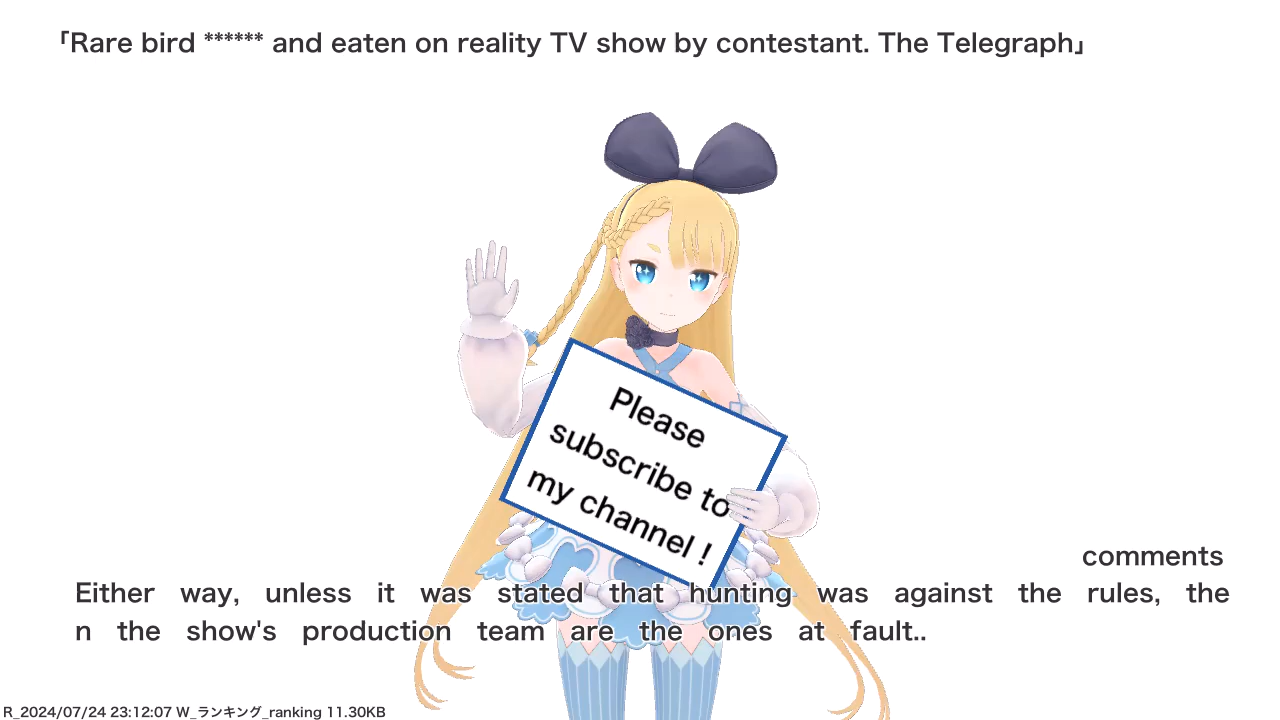 「Rare bird ****** and eaten on reality TV show by contestant. The Telegraph」
Please
subscribe to
my channel !
comments
Either way, unless it was stated that hunting was against the rules, the
n the show's production team are the ones at fault..
R_2024/07/24 23:12:07 W_ランキング_ranking 11.30KB